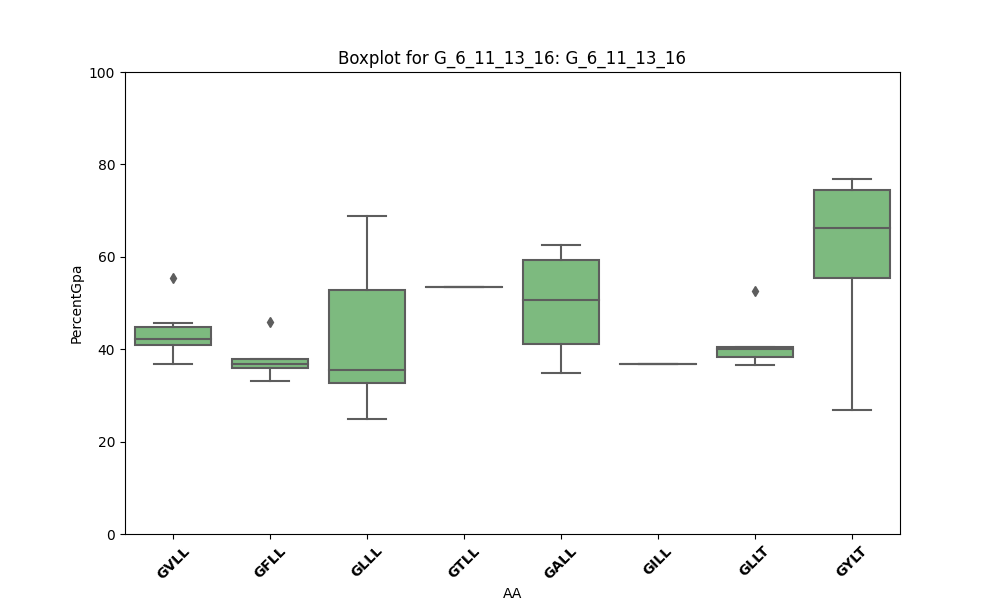 Boxplot for G_6_11_13_16: G_6_11_13_16
100
80
60
40
20
0
PercentGpa
GVLL
GFLL
GLLL
GTLL
GALL
GILL
GLLT
GYLT
AA